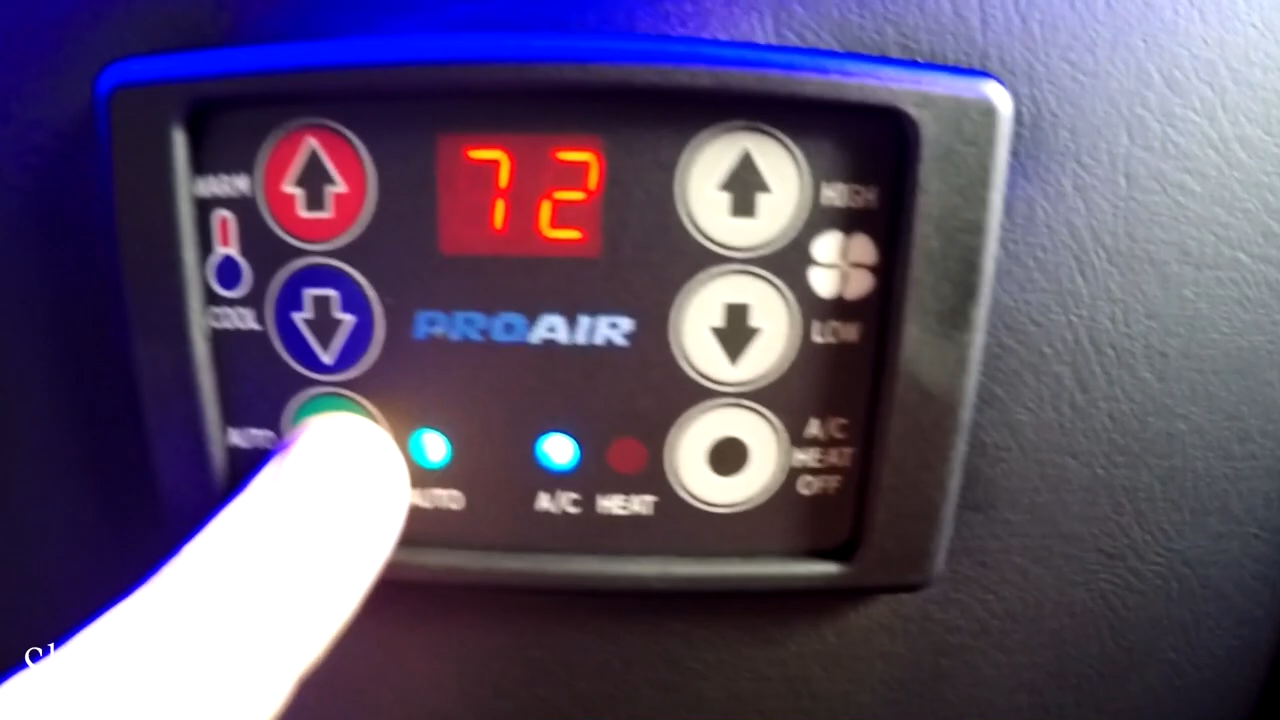 72
WARM
HIGH
COOL
PROAIR
LOW
AUTO
AUTO
A/C
HEAT
A/C
HEAT
OFF